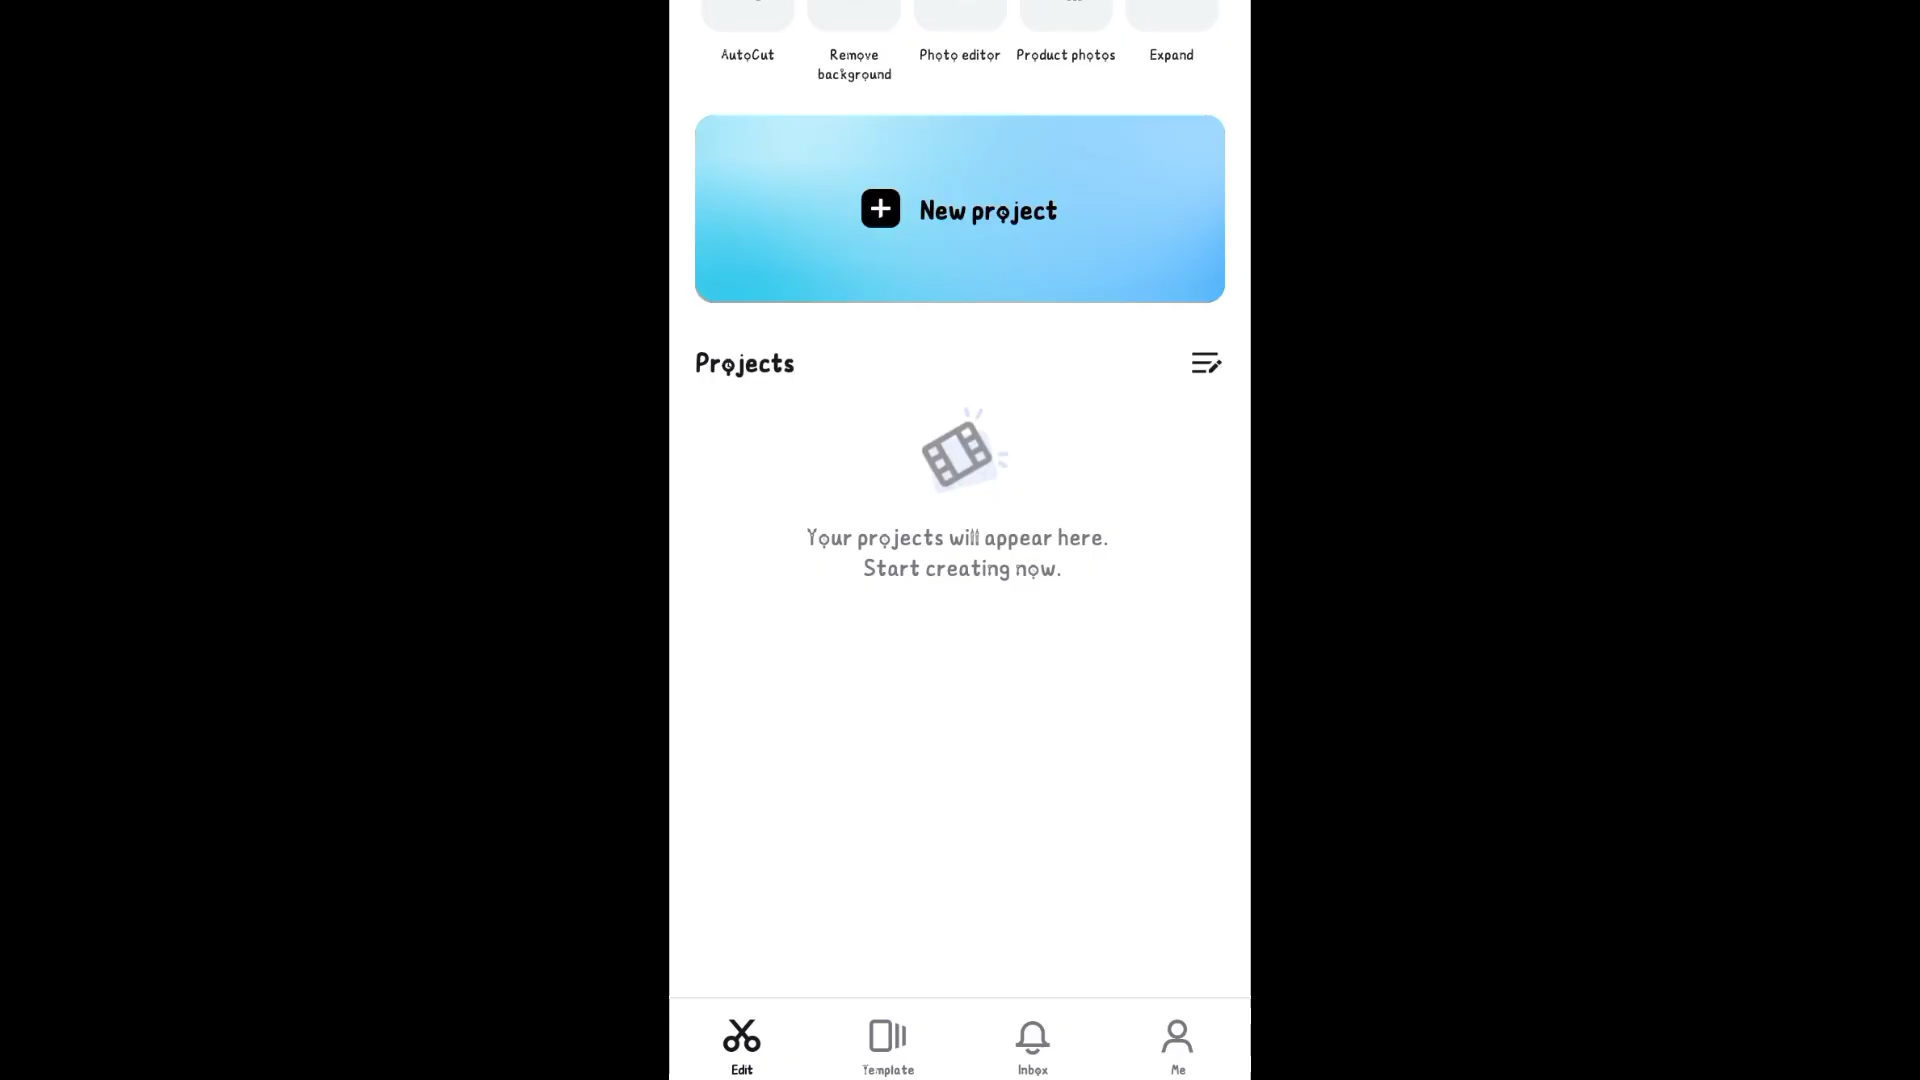 AutoCut
Remove
background
Photo editor
Product photos
Expand
New project
Projects
Your projects will appear here.
Start creating now.
Edit
Template
Inbox
Me